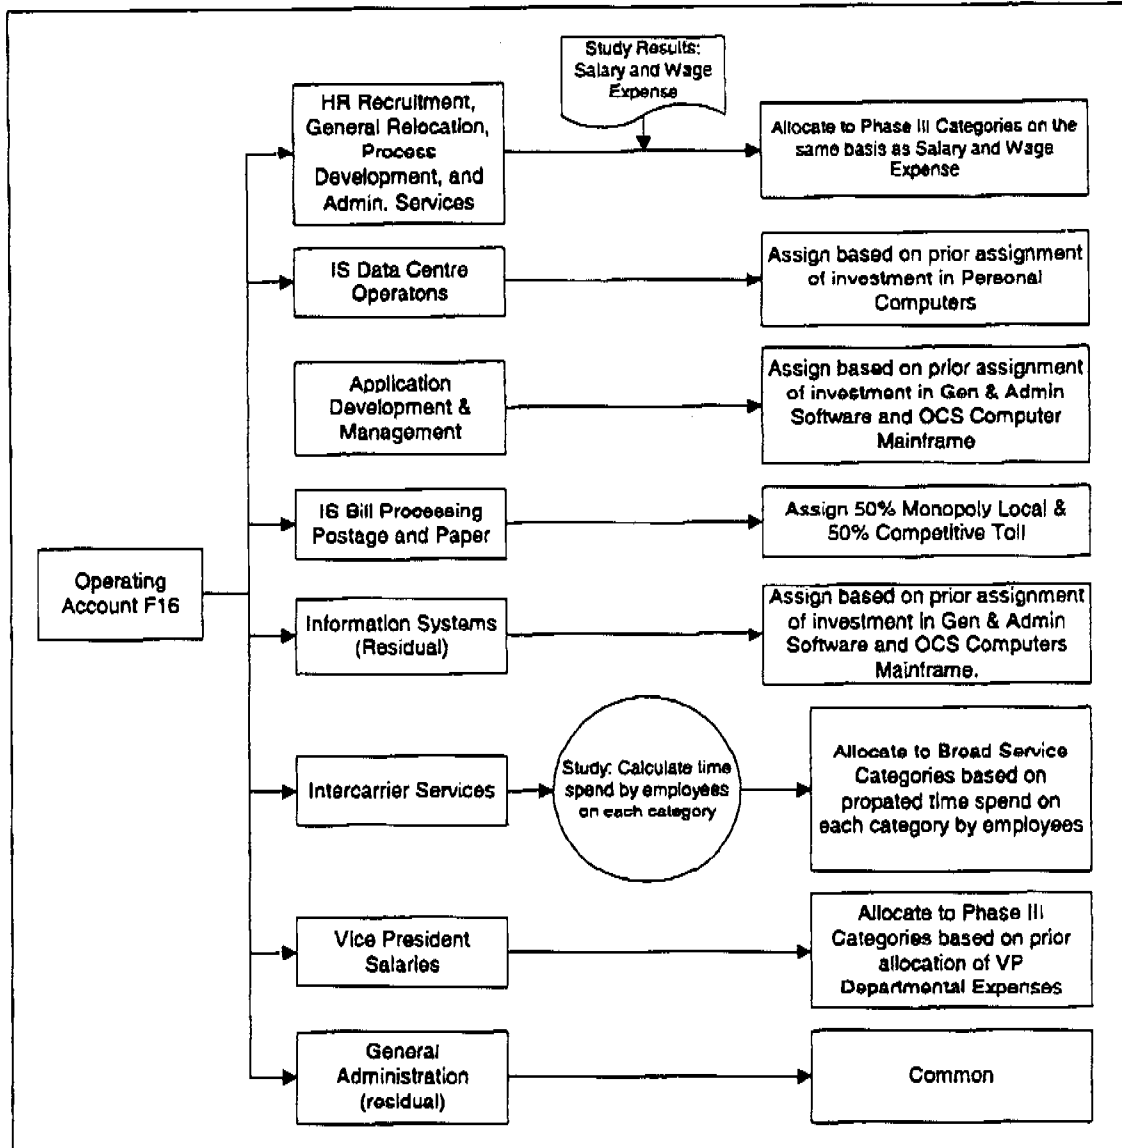 Study Results:
Salary and Wage
Expense
HR Recruitment,
General Relocation,
Process
Development, and
Admin. Services
Allocate to Phase III Categories on the
same basis as Salary and Wage
Expense
IS Data Centre
Operatons
Assign based on prior assignment
of investment in Personal
Computers
Application
Development &
Management
Assign based on prior assignment
of investment in Gen & Admin
Software and OCS Computer
Mainframe
IS Bill Processing
Postage and Paper
Assign 50% Monopoly Local &
50% Competitive Toll
Operating
Account F16
Information Systems
(Residual)
Assign based on prior assignment
of investment in Gen & Admin
Software and OCS Computers
Mainframe.
Intercarrier Services
Study: Calculate time
spend by employees
on each category
Allocate to Broad Service
Categories based on
propated time spend on
each category by employees
Vice President
Salaries
Allocate to Phase III
Categories based on prior
allocation of VP
Departmental Expenses
General
Administration
(residual)
Common